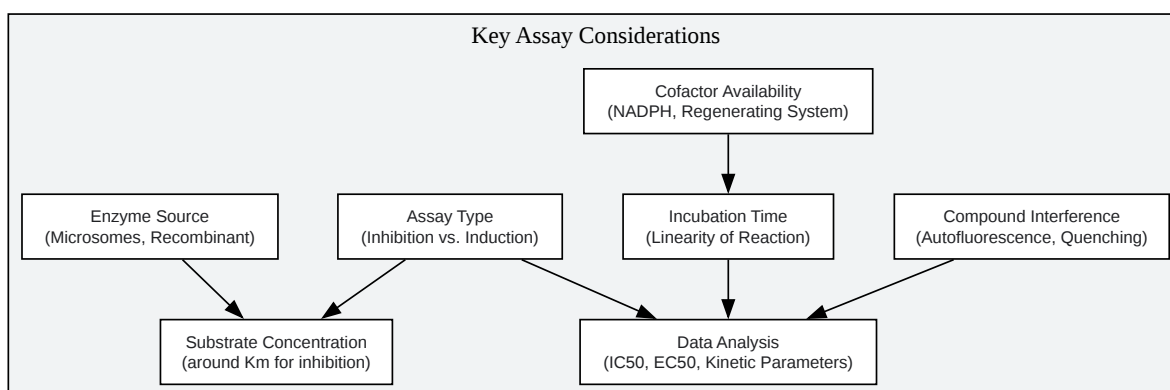 Key Assay Considerations
Cofactor Availability
(NADPH, Regenerating System)
Enzyme Source
(Microsomes, Recombinant)
Assay Type
(Inhibition vs. Induction)
Incubation Time
(Linearity of Reaction)
Compound Interference
(Autofluorescence, Quenching)
Substrate Concentration
(around Km for inhibition)
Data Analysis
(IC50, EC50, Kinetic Parameters)